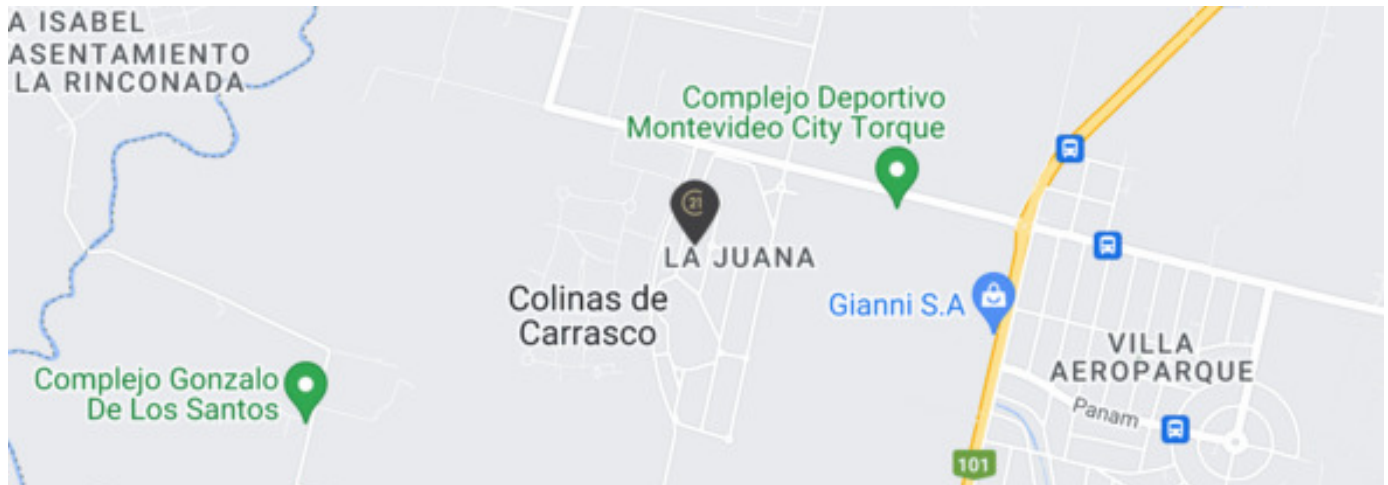 A ISABEL
ASENTAMIENTO
LA RINCONADA
Complejo Deportivo
Montevideo City Torque
21
LA JUANA
Colinas de
Carrasco
Gianni S.A
VILLA
AEROPARQUE
Complejo Gonzalo
De Los Santos
Panam
101